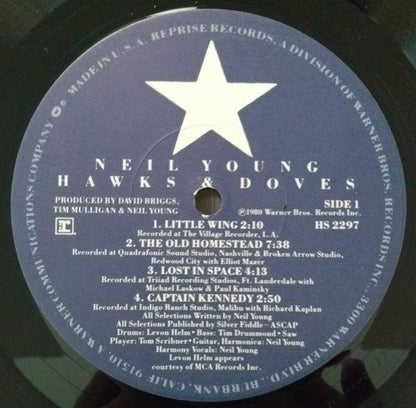 MADE IN U.S.A. REPRISE RECORDS, A DIVISION OF WARNER BROS. RECORDS INC., 3300 WARNER BLVD., BURBANK, CALIF. 91510. A WARNER COMMUNICATIONS COMPANY
NEIL YOUNG
HAWKS & DOVES
PRODUCED BY DAVID BRIGGS,
TIM MULLIGAN & NEIL YOUNG
SIDE 1
℗1980 Warner Bros. Records Inc.
HS 2297
1. LITTLE WING 2:10
Recorded at The Village Recorder, L.A.
2. THE OLD HOMESTEAD 7:38
Recorded at Quadrafonic Sound Studio, Nashville & Broken Arrow Studio,
Redwood City with Elliot Mazer
3. LOST IN SPACE 4:13
Recorded at Triiad Recording Studios, Ft. Lauderdale with
Michael Laskow & Paul Kaminsky
4. CAPTAIN KENNEDY 2:50
Recorded at Indigo Ranch Studio, Malibu with Richard Kaplan
All Selections Written by Neil Young
All Selections Published by Silver Fiddle–ASCAP
Drums: Levon Helm • Bass: Tim Drummond • Saw
Player: Tom Scribner • Guitar, Harmonica: Neil Young
Harmony Vocals: Neil Young
Levon Helm appears
courtesy of MCA Records Inc.